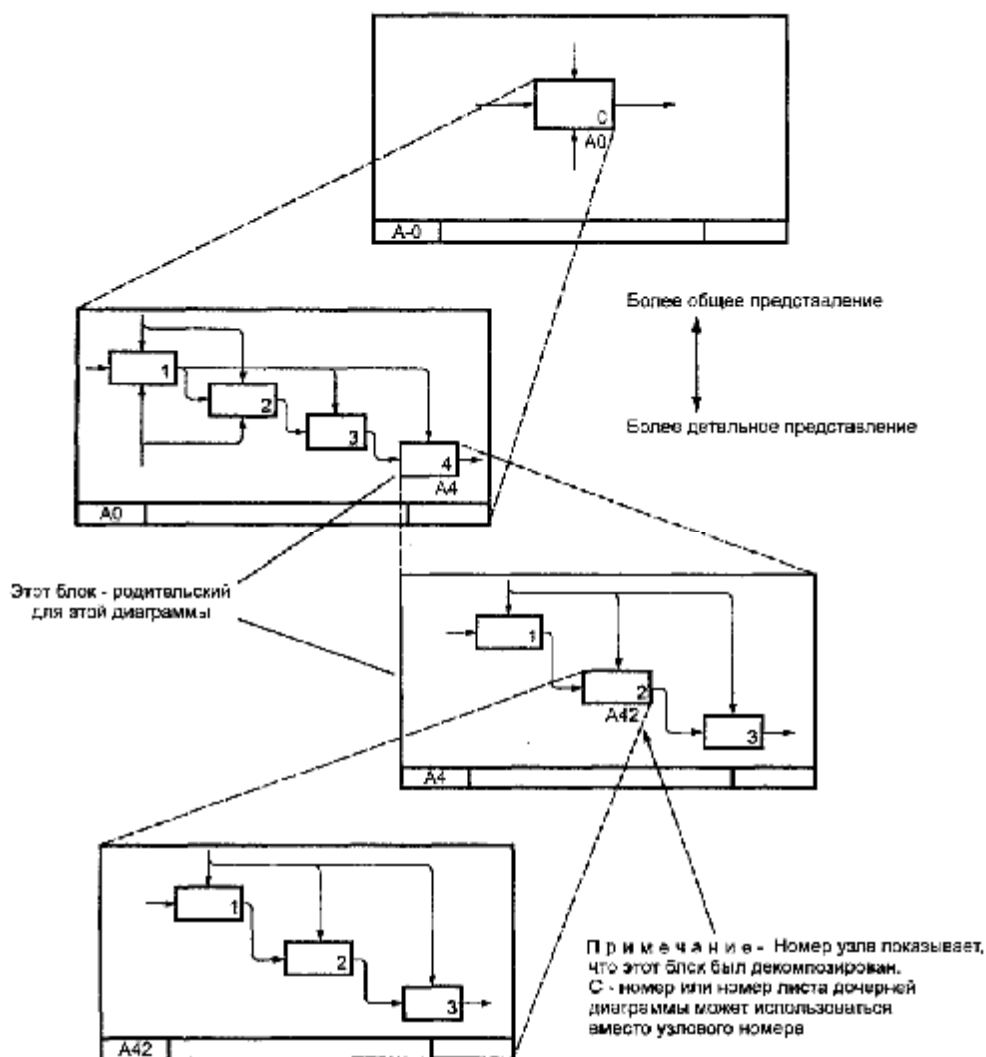 0
A0
A-0
Более общее представление
Более детальное представление
1
2
3
4
A4
A0
Этот блок - родительский
для этой диаграммы
1
2
A42
3
A4
1
2
3
A42
П р и м е ч а н и е - Номер узла показывает,
что этот блок был декомпозирован.
С - номер или номер листа дочерней
диаграммы может использоваться
вместо узлового номера